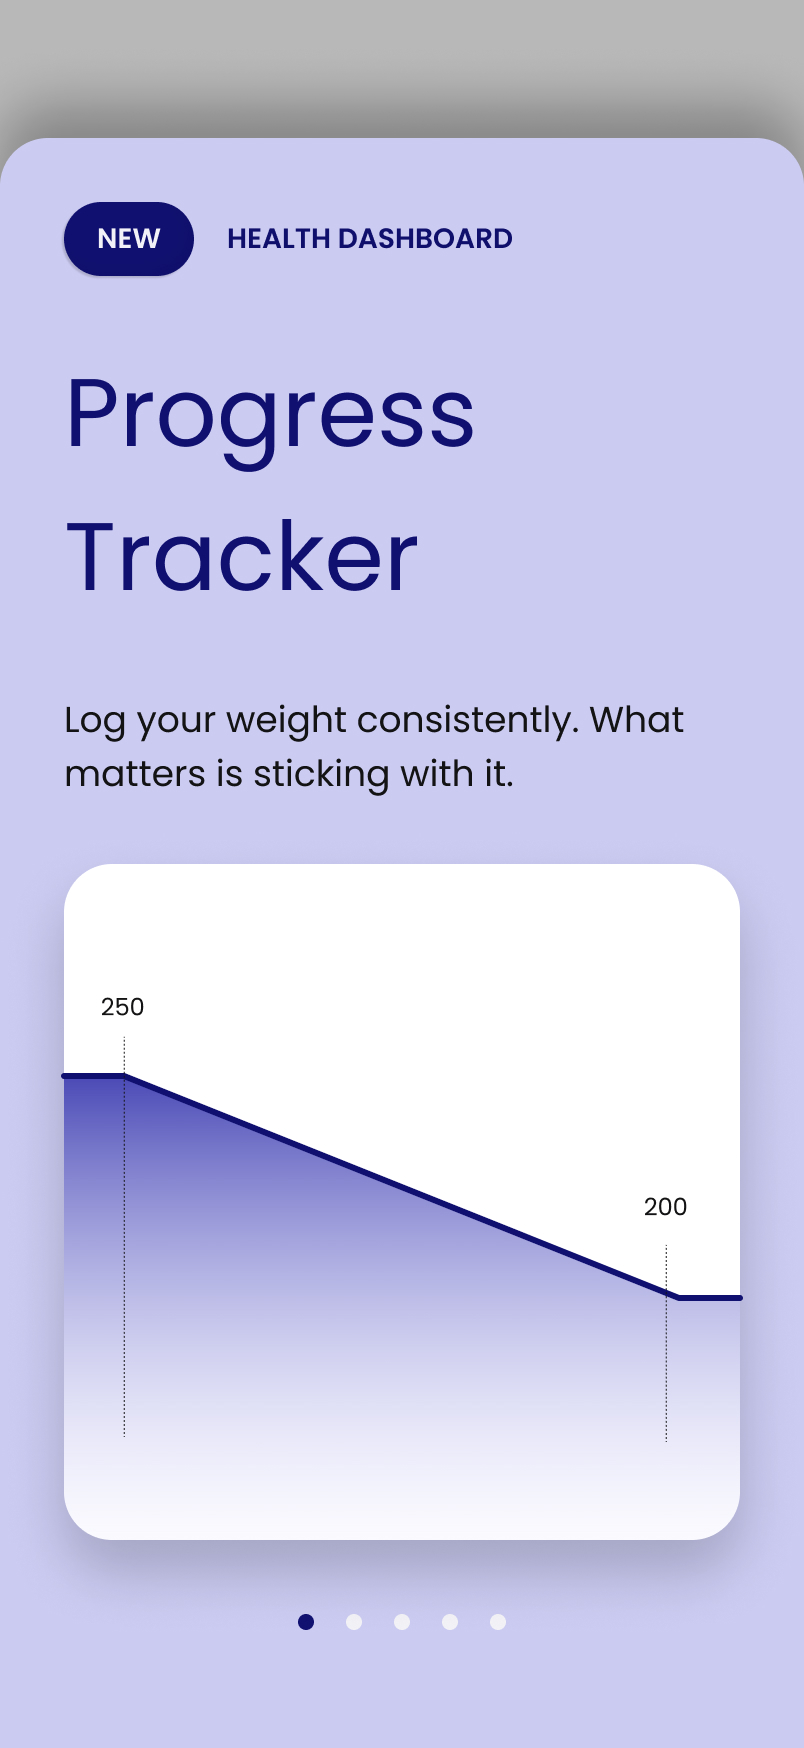 NEW HEALTH DASHBOARD
Progress
Tracker
Log your weight consistently. What
matters is sticking with it.
250
200